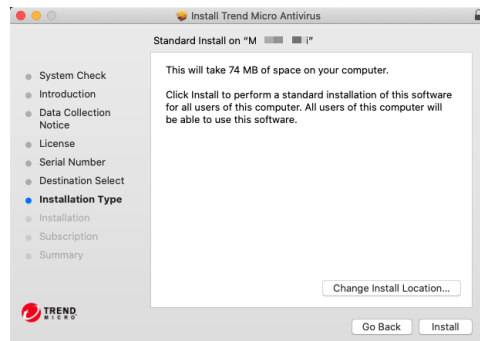 Install Trend Micro Antivirus
Standard Install on “M i”
System Check
Introduction
Data Collection
Notice
License
Serial Number
Destination Select
Installation Type
Installation
Subscription
Summary
This will take 74 MB of space on your computer.
Click Install to perform a standard installation of this software
for all users of this computer. All users of this computer will
be able to use this software.
Change Install Location...
TREND
MICRO
Go Back
Install